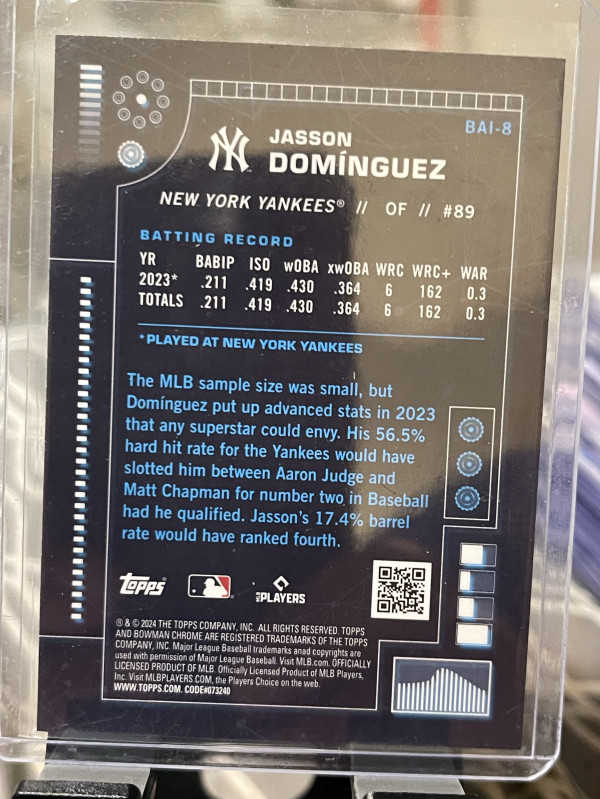 BAI-8
NY
JASSON
DOMÍNGUEZ
NEW YORK YANKEES® // OF // #89
BATTING RECORD
YR BABIP ISO wOBA xwOBA WRC WRC+ WAR
2023* .211 .419 .430 .364 6 162 0.3
TOTALS .211 .419 .430 .364 6 162 0.3
*PLAYED AT NEW YORK YANKEES
The MLB sample size was small, but
Domínguez put up advanced stats in 2023
that any superstar could envy. His 56.5%
hard hit rate for the Yankees would have
slotted him between Aaron Judge and
Matt Chapman for number two in Baseball
had he qualified. Jasson's 17.4% barrel
rate would have ranked fourth.
topps
MLB PLAYERS
® & © 2024 THE TOPPS COMPANY, INC. ALL RIGHTS RESERVED. TOPPS
AND BOWMAN CHROME ARE REGISTERED TRADEMARKS OF THE TOPPS
COMPANY, INC. Major League Baseball trademarks anad copyrights are
used with permission of Major League Baseball. Visit MLB.com. OFFICIALLY
LICENSED PRODUCT OF MLB. Officially Licensed Product of MLB Players,
Inc. Visit MLBPLAYERS.com, the Players Choice on the web.
WWW.TOPPS.COM. CODE#073240